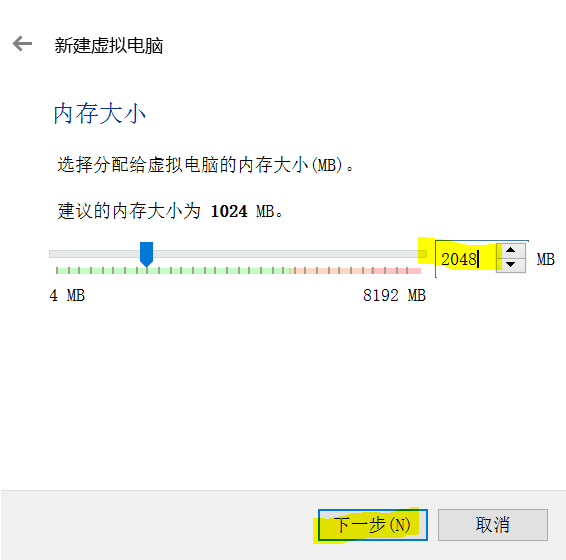 新建虚拟电脑
内存大小
选择分配给虚拟电脑的内存大小(MB)。
建议的内存大小为 1024 MB。
2048 MB
4 MB 8192 MB
下一步(N) 取消